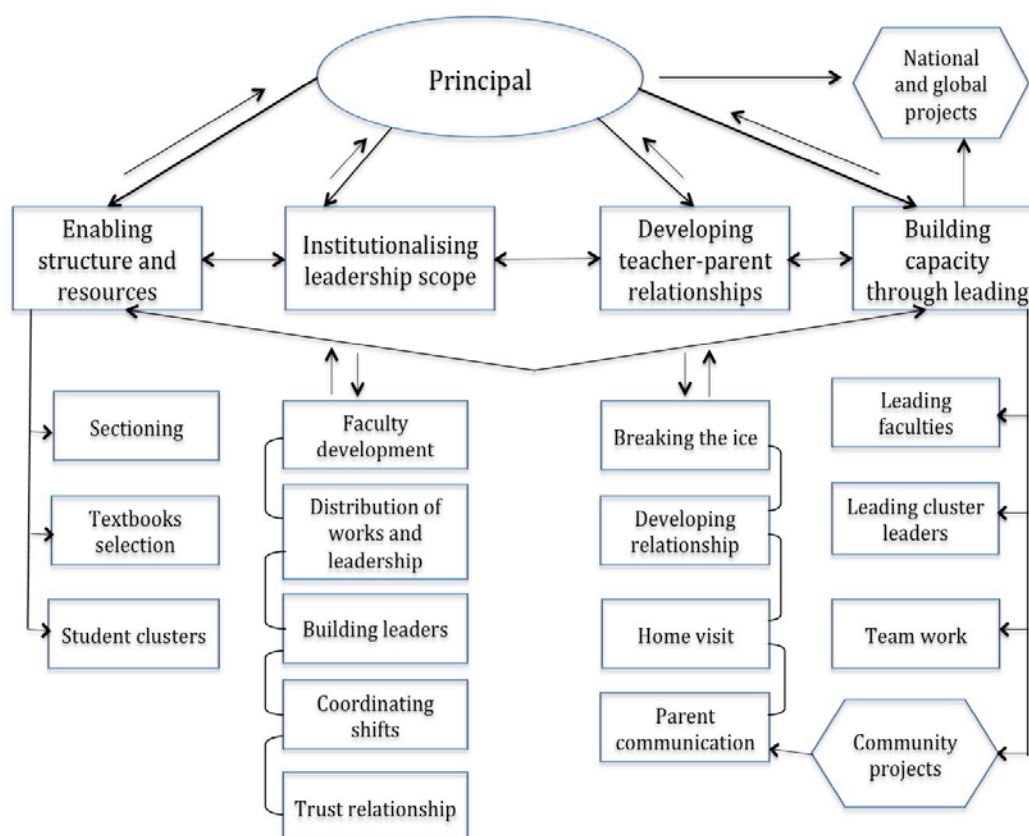 Principal
National
and global
projects
Enabling
structure and
resources
Institutionalising
leadership scope
Developing
teacher-parent
relationships
Building
capacity
through leading
Sectioning
Textbooks
selection
Student clusters
Faculty
development
Distribution of
works and
leadership
Building leaders
Coordinating
shifts
Trust relationship
Breaking the ice
Developing
relationship
Home visit
Parent
communication
Leading
faculties
Leading cluster
leaders
Team work
Community
projects